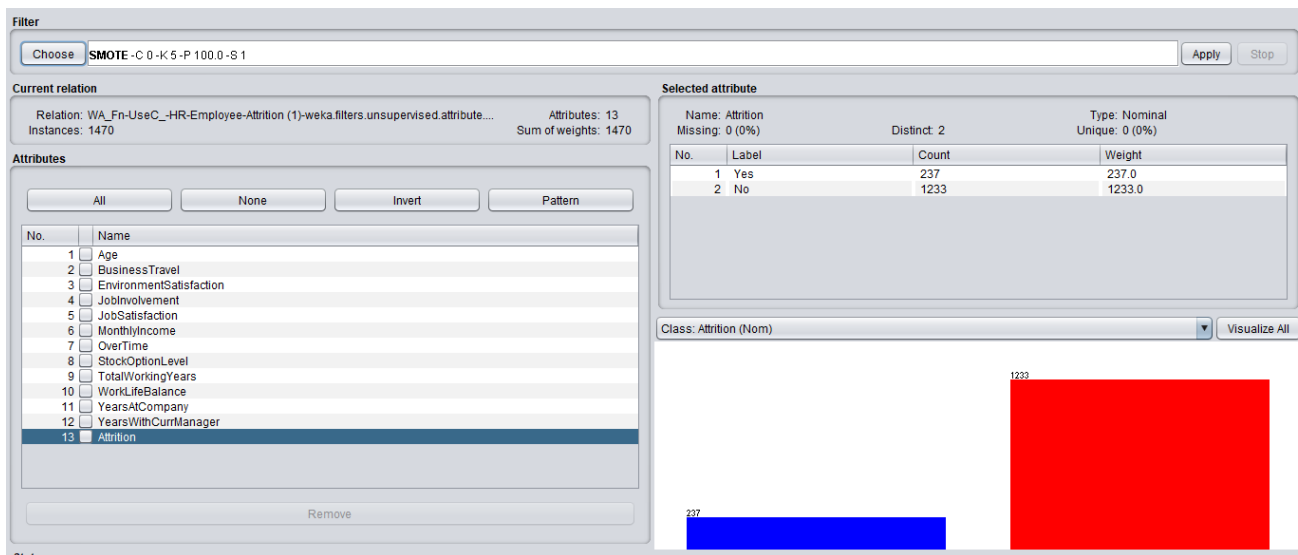 Filter
Choose SMOTE -C 0 -K 5 -P 100.0 -S 1 Apply Stop
Current relation
Relation: WA_Fn-UseC_-HR-Employee-Attrition (1)-weka.filters.unsupervised.attribute.... Attributes: 13
Instances: 1470 Sum of weights: 1470
Attributes
All None Invert Pattern
No. Name
1 Age
2 BusinessTravel
3 EnvironmentSatisfaction
4 JobInvolvement
5 JobSatisfaction
6 MonthlyIncome
7 OverTime
8 StockOptionLevel
9 TotalWorkingYears
10 WorkLifeBalance
11 YearsAtCompany
12 YearsWithCurrManager
13 Attrition
Remove
Selected attribute
Name: Attrition Type: Nominal
Missing: 0 (0%) Distinct: 2 Unique: 0 (0%)
No. Label Count Weight
1 Yes 237 237.0
2 No 1233 1233.0
Class: Attrition (Nom) Visualize All
1233
237